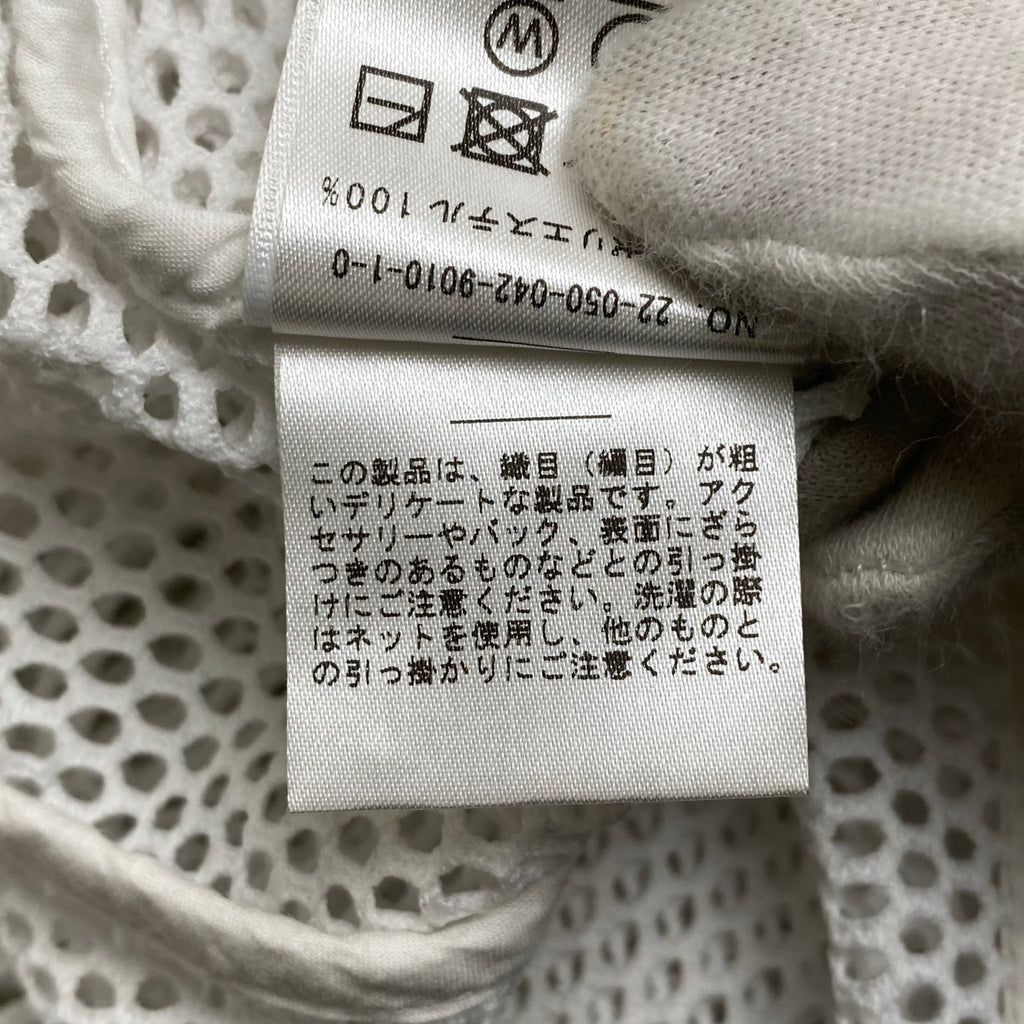 W
ポリエステル 100%
NO. 22-050-042-9010-1-0
この製品は、織目（編目）が粗
いデリケートな製品です。アク
セサリーやバック、表面にざら
つきのあるものなどとの引っ掛
けにご注意ください。洗濯の際
はネットを使用し、他のものと
の引っ掛かりにご注意ください。